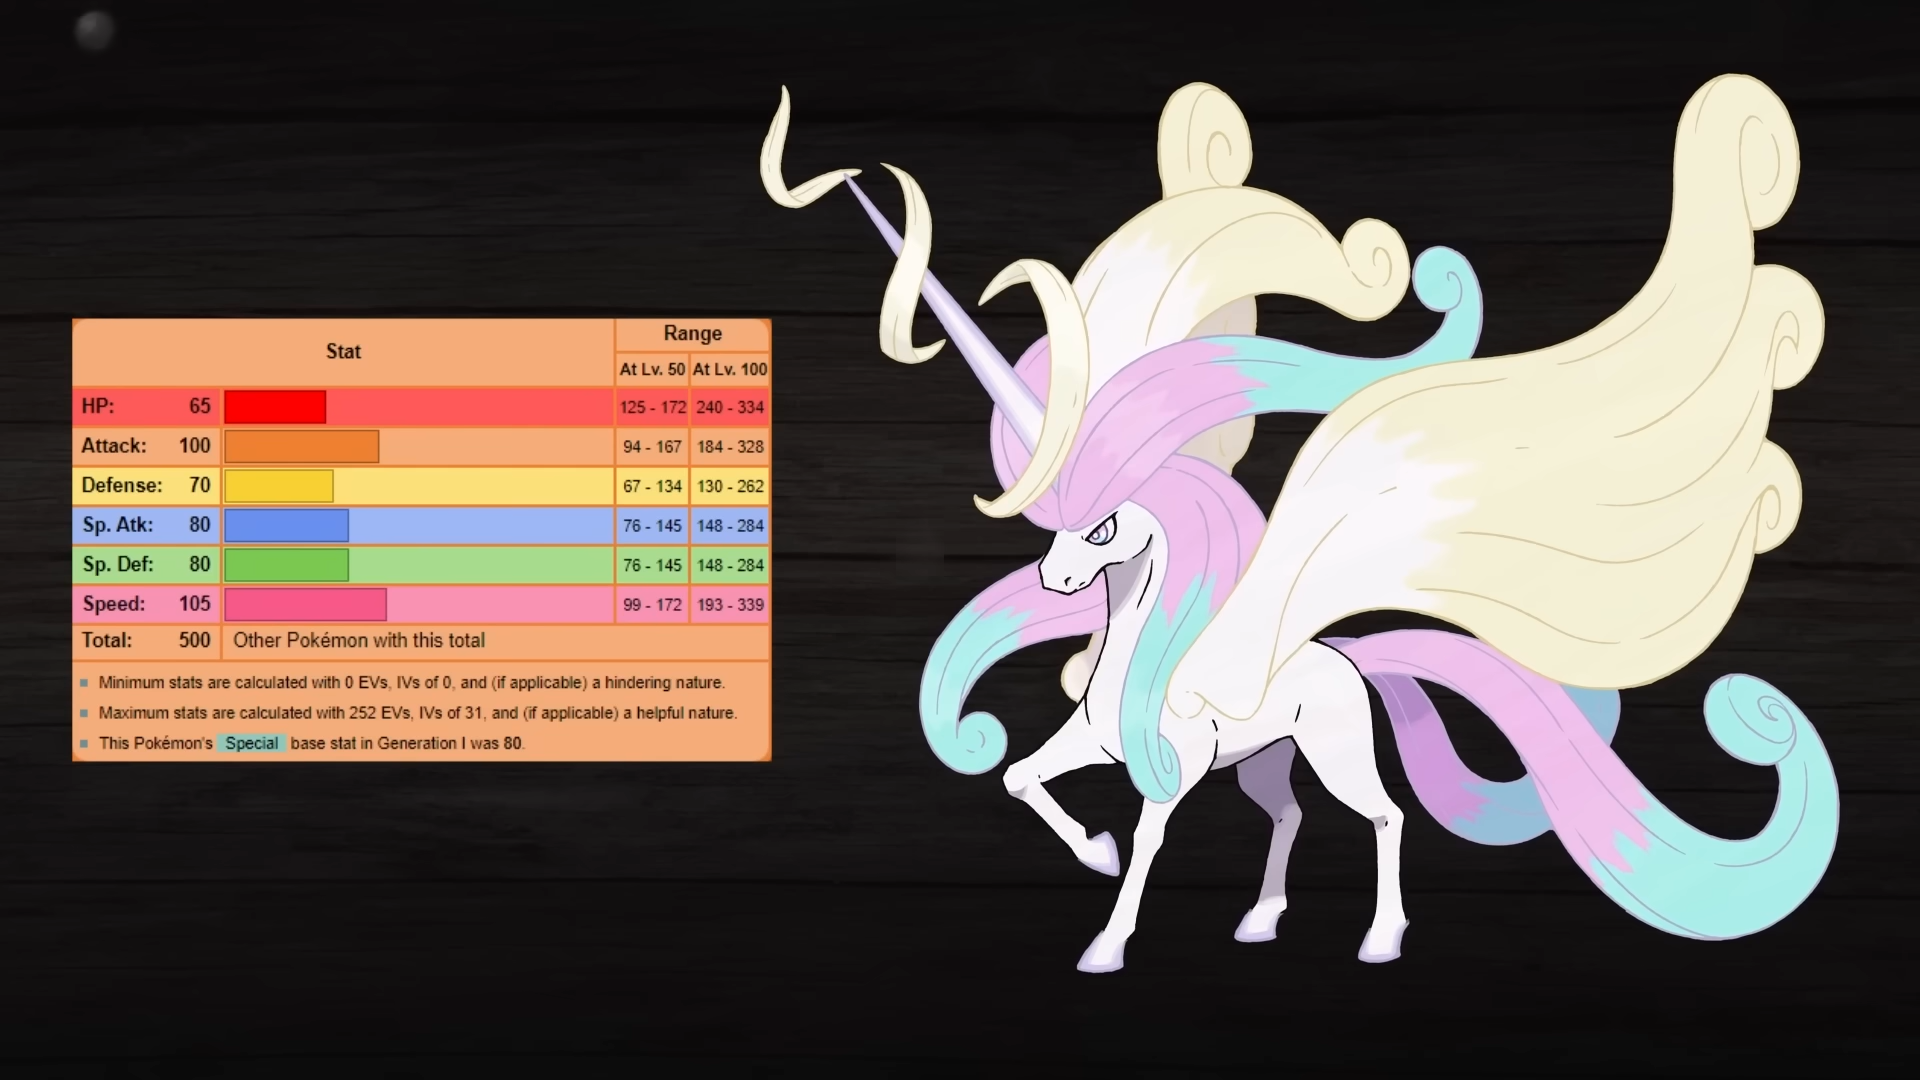 Stat Range
At Lv. 50 At Lv. 100
HP: 65 125 - 172 240 - 334
Attack: 100 94 - 167 184 - 328
Defense: 70 67 - 134 130 - 262
Sp. Atk: 80 76 - 145 148 - 284
Sp. Def: 80 76 - 145 148 - 284
Speed: 105 99 - 172 193 - 339
Total: 500 Other Pokémon with this total
Minimum stats are calculated with 0 EVs, IVs of 0, and (if applicable) a hindering nature.
Maximum stats are calculated with 252 EVs, IVs of 31, and (if applicable) a helpful nature.
This Pokémon's Special base stat in Generation I was 80.